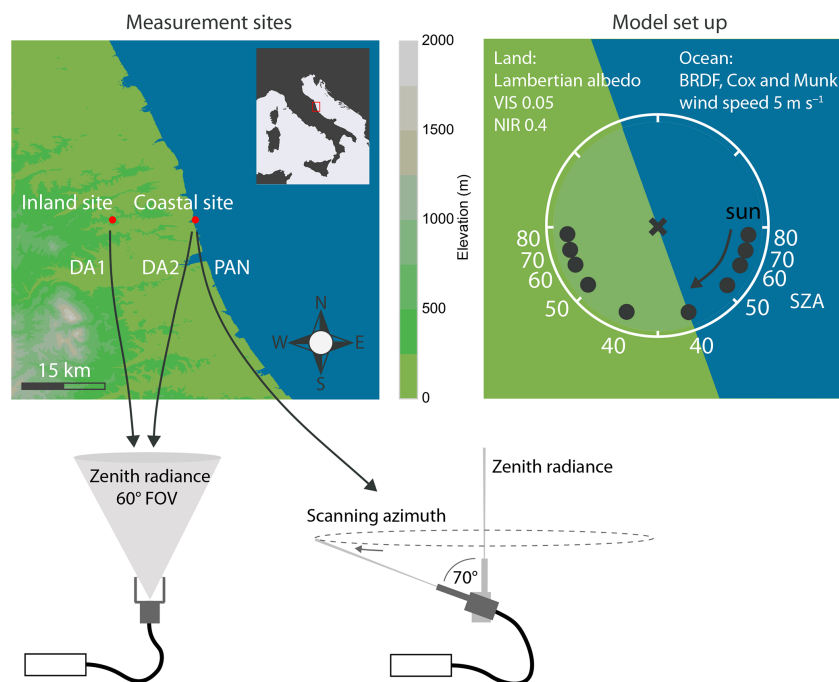 Measurement sites
Inland site
Coastal site
DA1
DA2
PAN
15 km
N
W
E
S
2000
1500
1000
500
0
Elevation (m)
Model set up
Land:
Lambertian albedo
VIS 0.05
NIR 0.4
Ocean:
BRDF, Cox and Munk
wind speed 5 m s⁻¹
sun
80
70
60
50
40
40
50
60
70
80
SZA
Zenith radiance
60° FOV
Zenith radiance
Scanning azimuth
70°